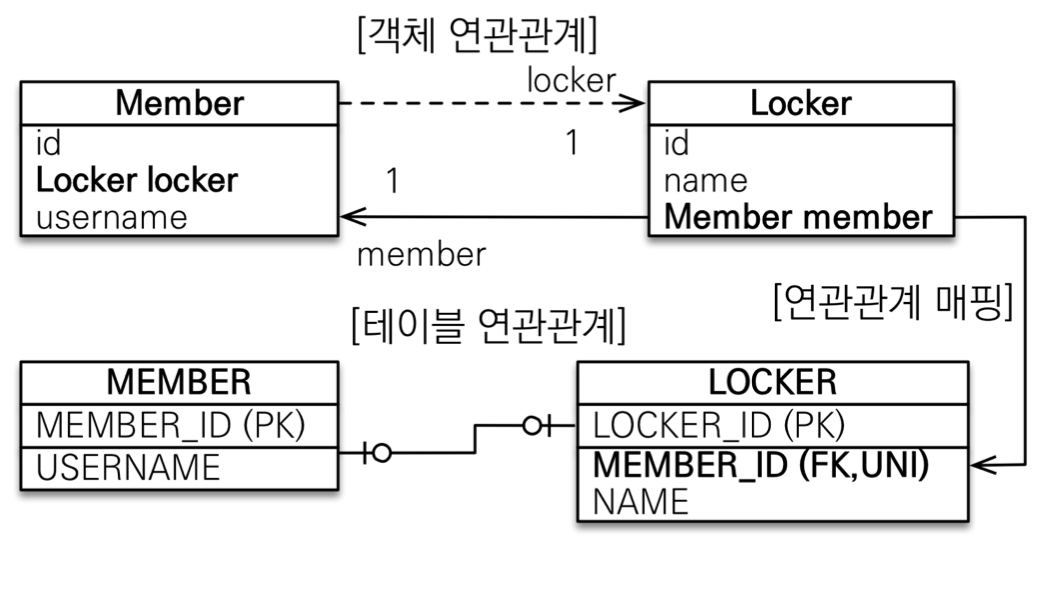 [객체 연관관계]
locker
Member
id
Locker locker
username
1
1
member
Locker
id
name
Member member
[연관관계 매핑]
[테이블 연관관계]
MEMBER
MEMBER_ID (PK)
USERNAME
LOCKER
LOCKER_ID (PK)
MEMBER_ID (FK,UNI)
NAME